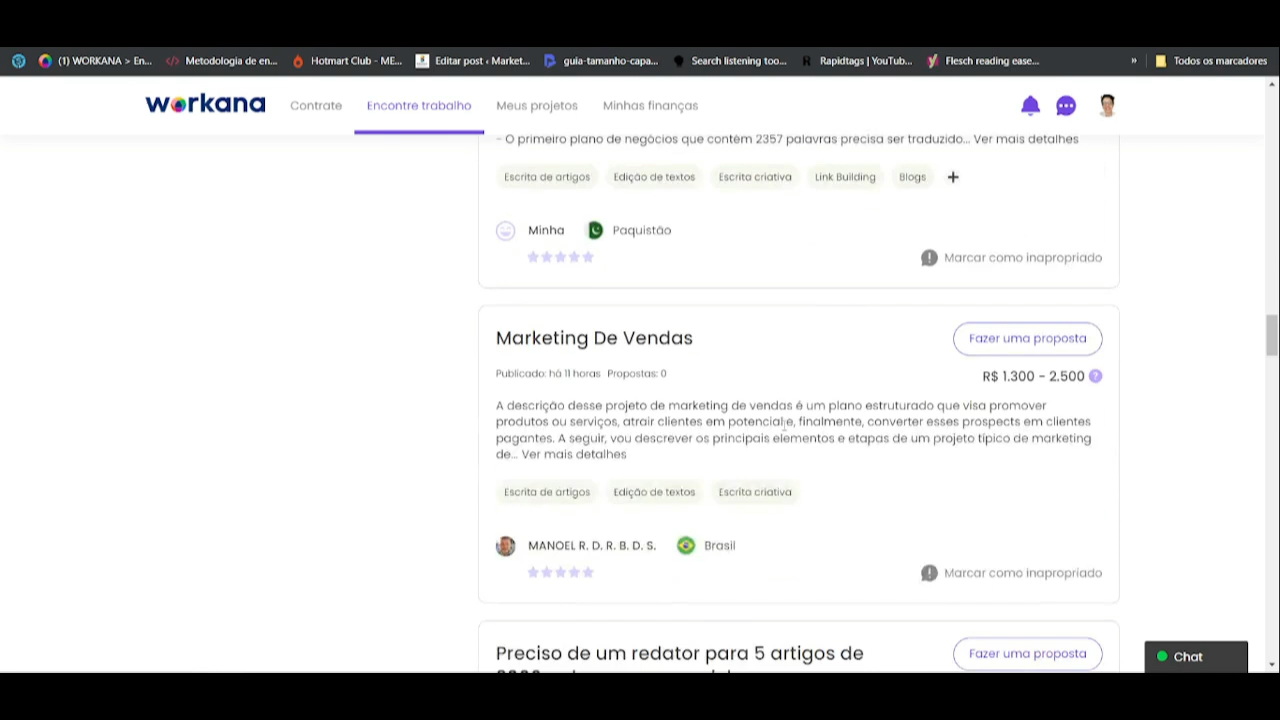 (1) WORKANA > En... Metodologia de en... Hotmart Club - ME... Editar post ‹ Market... guia-tamanho-capa... Search listening too... Rapidtags | YouTub... Flesch reading ease... » Todos os marcadores
workana Contrate Encontre trabalho Meus projetos Minhas finanças
- O primeiro plano de negócios que contém 2357 palavras precisa ser traduzido... Ver mais detalhes
Escrita de artigos Edição de textos Escrita criativa Link Building Blogs +
Minha Paquistão
Marcar como inapropriado
Marketing De Vendas Fazer uma proposta
Publicado: há 11 horas Propostas: 0
R$ 1.300 - 2.500 ?
A descrição desse projeto de marketing de vendas é um plano estruturado que visa promover
produtos ou serviços, atrair clientes em potencial e, finalmente, converter esses prospects em clientes
pagantes. A seguir, vou descrever os principais elementos e etapas de um projeto típico de marketing
de... Ver mais detalhes
Escrita de artigos Edição de textos Escrita criativa
MANOEL R. D. R. B. D. S. Brasil
Marcar como inapropriado
Preciso de um redator para 5 artigos de Fazer uma proposta
Chat